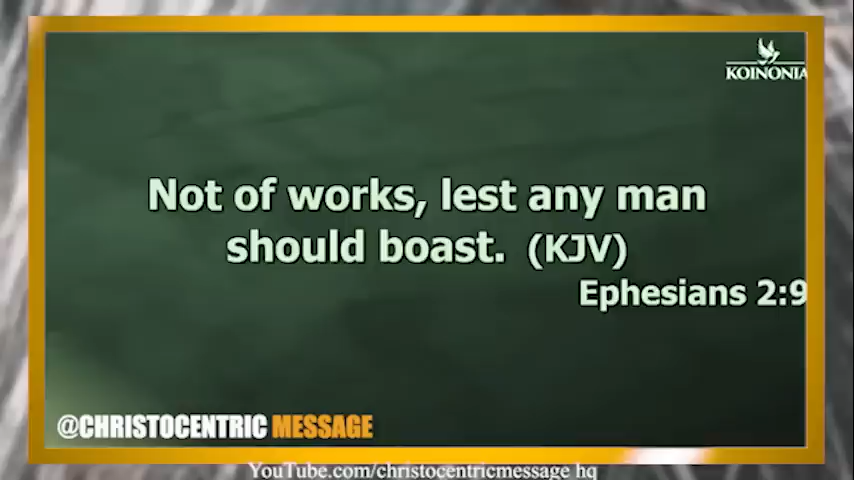 KOINONIA
Not of works, lest any man
should boast. (KJV)
Ephesians 2:9
@CHRISTOCENTRIC MESSAGE
YouTube.com/christocentricmessage hq